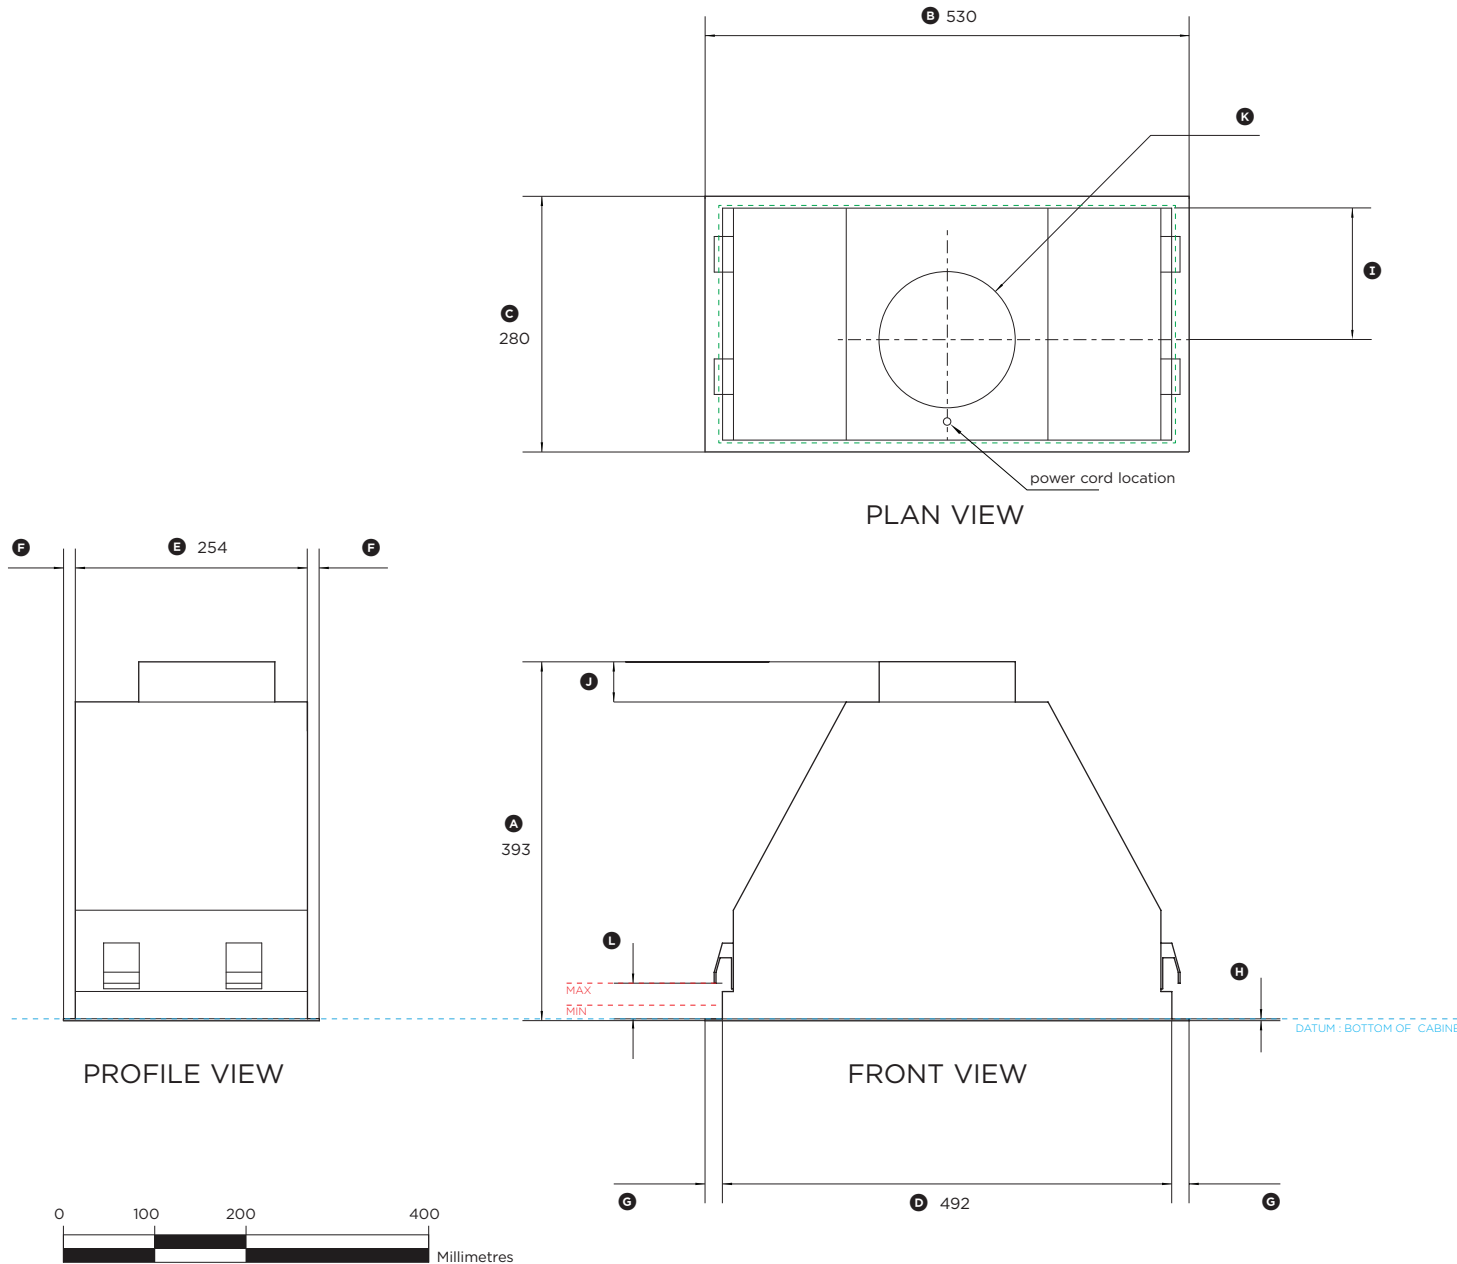 B 530
K
C
280
I
power cord location
PLAN VIEW
F
E 254
F
J
A
393
L
H
MAX
MIN
DATUM : BOTTOM OF CABINE
PROFILE VIEW
FRONT VIEW
G
D 492
G
0 100 200 400
Millimetres